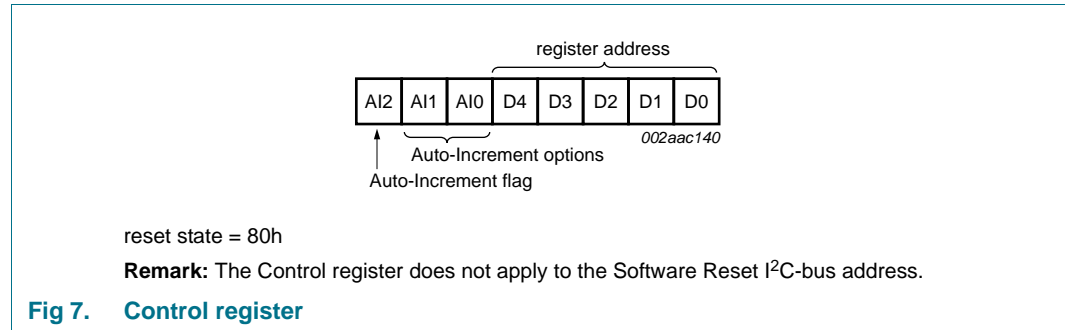 register address
AI2 AI1 AI0 D4 D3 D2 D1 D0
002aac140
Auto-Increment options
Auto-Increment flag
reset state = 80h
Remark: The Control register does not apply to the Software Reset I²C-bus address.
Fig 7. Control register